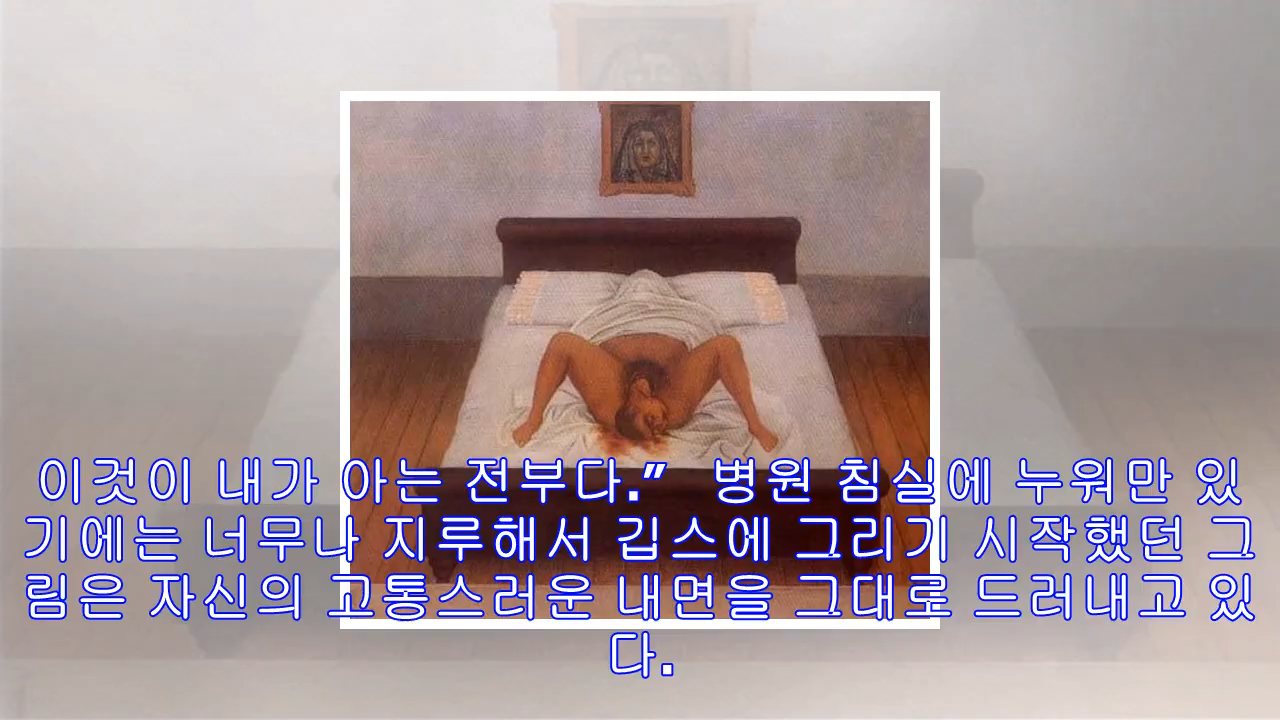 이것이 내가 아는 전부다.” 병원 침실에 누워만 있
기에는 너무나 지루해서 깁스에 그리기 시작했던 그
림은 자신의 고통스러운 내면을 그대로 드러내고 있
다.